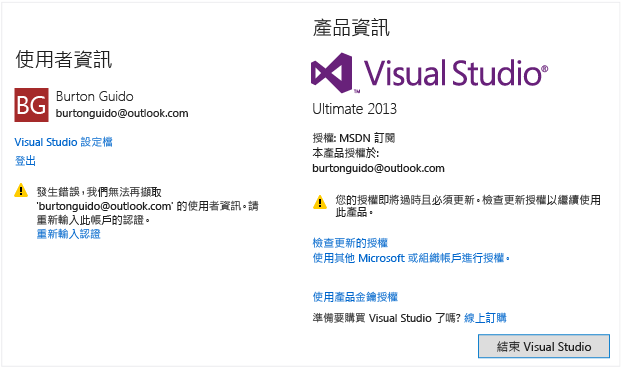 使用者資訊
BG
Burton Guido
burtonguido@outlook.com
Visual Studio 設定檔
登出
發生錯誤，我們無法再擷取
'burtonguido@outlook.com' 的使用者資訊。請
重新輸入此帳戶的認證。
重新輸入認證
產品資訊
Visual Studio®
Ultimate 2013
授權: MSDN 訂閱
本產品授權於:
burtonguido@outlook.com
您的授權即將過時且必須更新。檢查更新授權以繼續使用
此產品。
檢查更新的授權
使用其他 Microsoft 或組織帳戶進行授權。
使用產品金鑰授權
準備要購買 Visual Studio 了嗎? 線上訂購
結束 Visual Studio